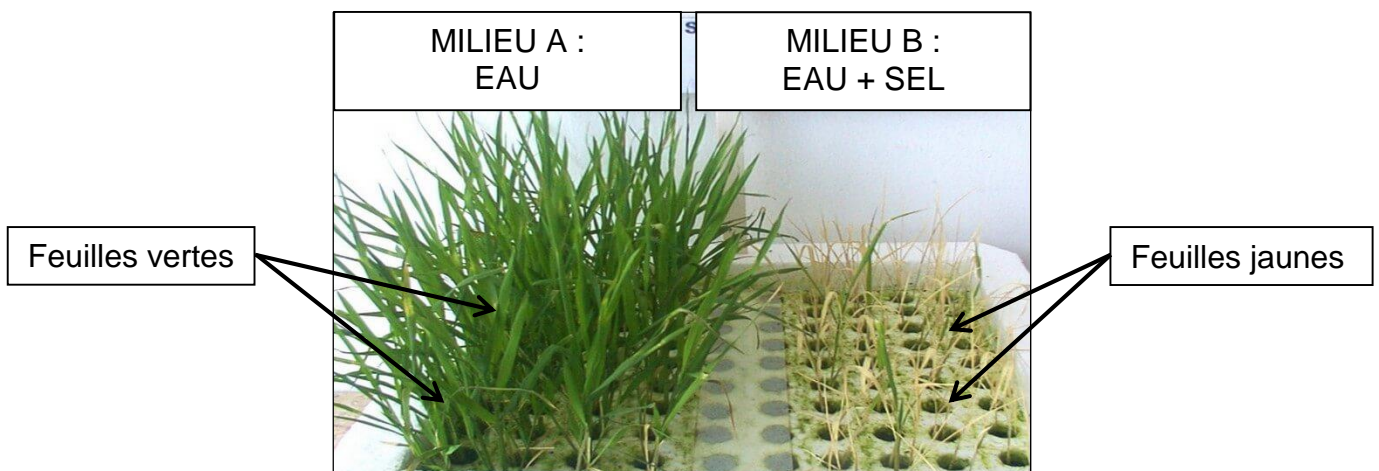 MILIEU A :
EAU
MILIEU B :
EAU + SEL
Feuilles vertes
Feuilles jaunes